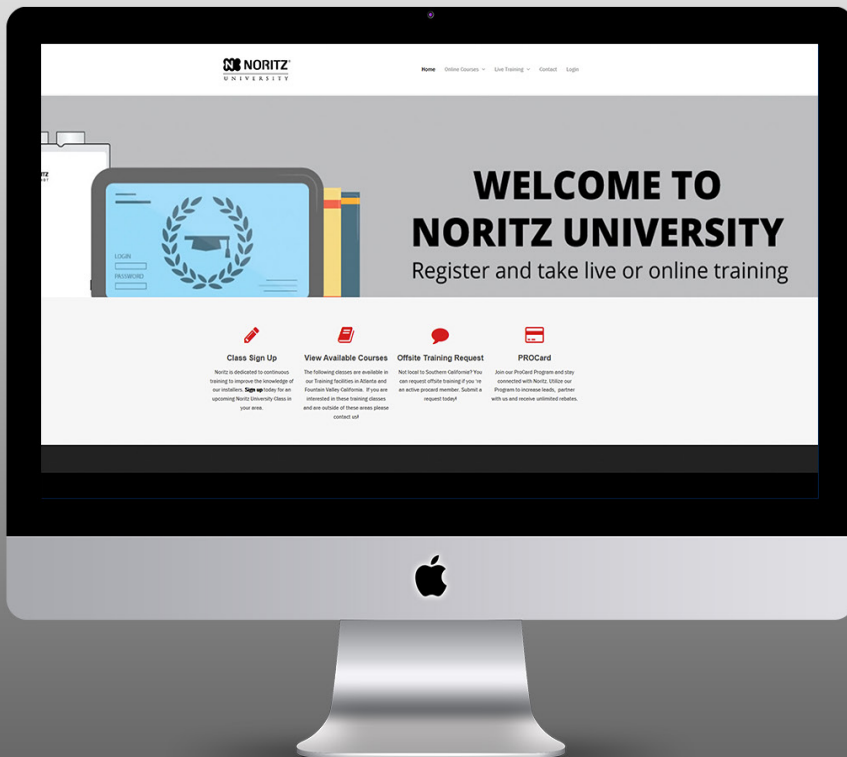 NORITZ
UNIVERSITY
Home Online Courses Live Training Contact Login
LOGIN
PASSWORD
WELCOME TO
NORITZ UNIVERSITY
Register and take live or online training
Class Sign Up
Noritz is dedicated to continuous
training to improve the knowledge of
our installers. Sign up today for an
upcoming Noritz University Class in
your area.
View Available Courses
The following classes are available in
our Training facilities in Atlanta and
Fountain Valley California. If you are
interested in these training classes
and are outside of these areas please
contact us!
Offsite Training Request
Not local to Southern California? You
can request offsite training if you 're
an active procard member. Submit a
request today!
PROCard
Join our ProCard Program and stay
connected with Noritz. Utilize our
Program to increase leads, partner
with us and receive unlimited rebates.